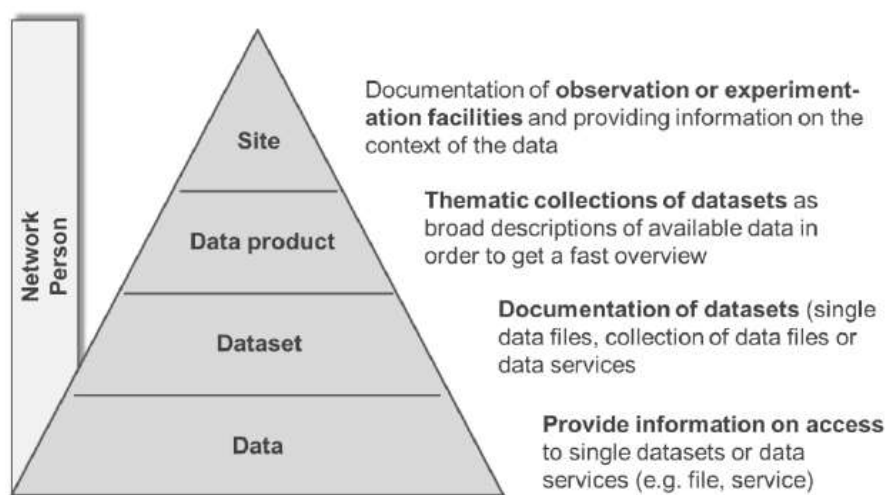 Network
Person
Site
Documentation of observation or experiment-
ation facilities and providing information on the
context of the data
Data product
Thematic collections of datasets as
broad descriptions of available data in
order to get a fast overview
Dataset
Documentation of datasets (single
data files, collection of data files or
data services
Data
Provide information on access
to single datasets or data
services (e.g. file, service)